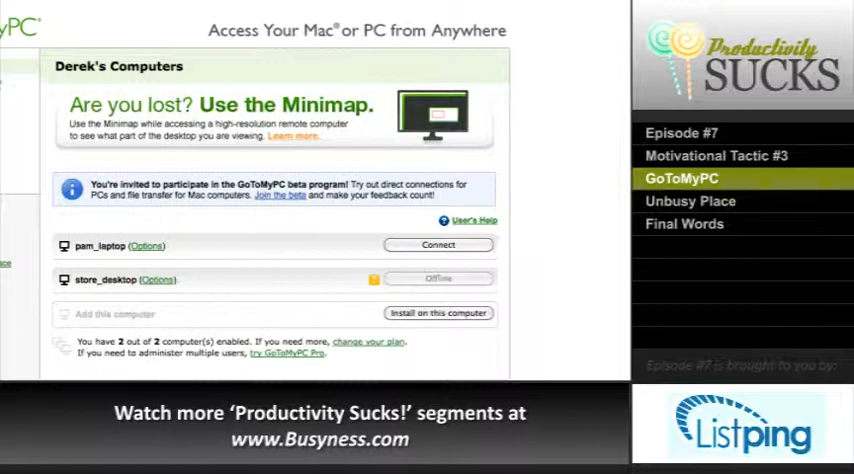 yPC®
Access Your Mac® or PC from Anywhere
Derek's Computers
Are you lost? Use the Minimap.
Use the Minimap while accessing a high-resolution remote computer
to see what part of the desktop you are viewing. Learn more.
You're invited to participate in the GoToMyPC beta program! Try out direct connections for
PCs and file transfer for Mac computers. Join the beta and make your feedback count!
User's Help
pam_laptop (Options)
Connect
store_desktop (Options)
Offline
Add this computer
Install on this computer
You have 2 out of 2 computer(s) enabled. If you need more, change your plan.
If you need to administer multiple users, try GoToMyPC Pro.
Productivity
SUCKS
Episode #7
Motivational Tactic #3
GoToMyPC
Unbusy Place
Final Words
Episode #7 is brought to you by:
Listping
Watch more ‘Productivity Sucks!’ segments at
www.Busyness.com